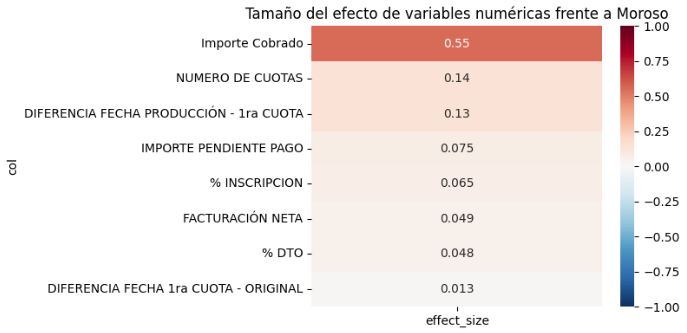 Tamaño del efecto de variables numéricas frente a Moroso
col
Importe Cobrado
0.55
NUMERO DE CUOTAS
0.14
DIFERENCIA FECHA PRODUCCIÓN - 1ra CUOTA
0.13
IMPORTE PENDIENTE PAGO
0.075
% INSCRIPCION
0.065
FACTURACIÓN NETA
0.049
% DTO
0.048
DIFERENCIA FECHA 1ra CUOTA - ORIGINAL
0.013
effect_size
1.00
0.75
0.50
0.25
0.00
−0.25
−0.50
−0.75
−1.00